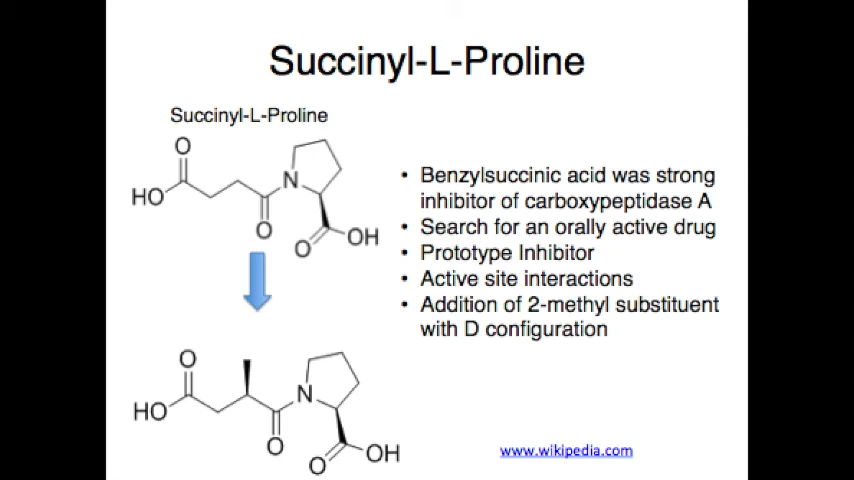 Succinyl-L-Proline
Succinyl-L-Proline
O
HO
N
O
O
OH
• Benzylsuccinic acid was strong
inhibitor of carboxypeptidase A
• Search for an orally active drug
• Prototype Inhibitor
• Active site interactions
• Addition of 2-methyl substituent
with D configuration
O
HO
N
O
O
OH
www.wikipedia.com